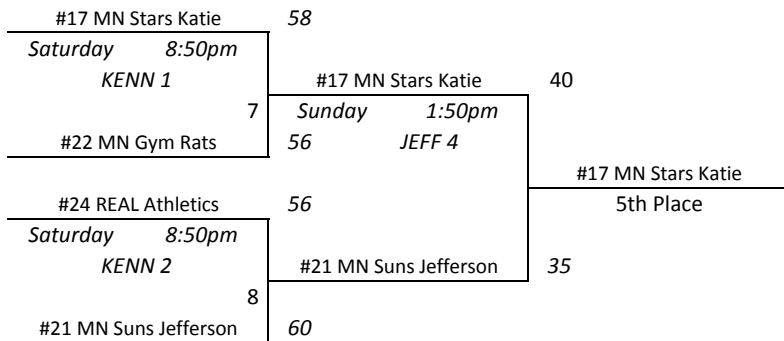 #17 MN Stars Katie 58
Saturday 8:50pm
KENN 1 #17 MN Stars Katie 40
7 Sunday 1:50pm
#22 MN Gym Rats 56 JEFF 4
#17 MN Stars Katie
#24 REAL Athletics 56 5th Place
Saturday 8:50pm
KENN 2 #21 MN Suns Jefferson 35
8
#21 MN Suns Jefferson 60